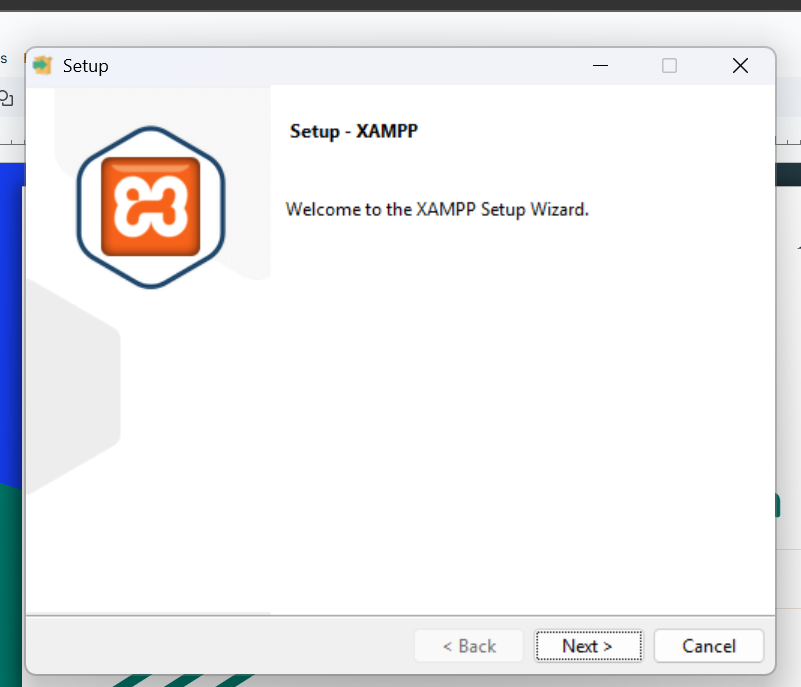 s
Setup
Setup - XAMPP
Welcome to the XAMPP Setup Wizard.
< Back
Next >
Cancel